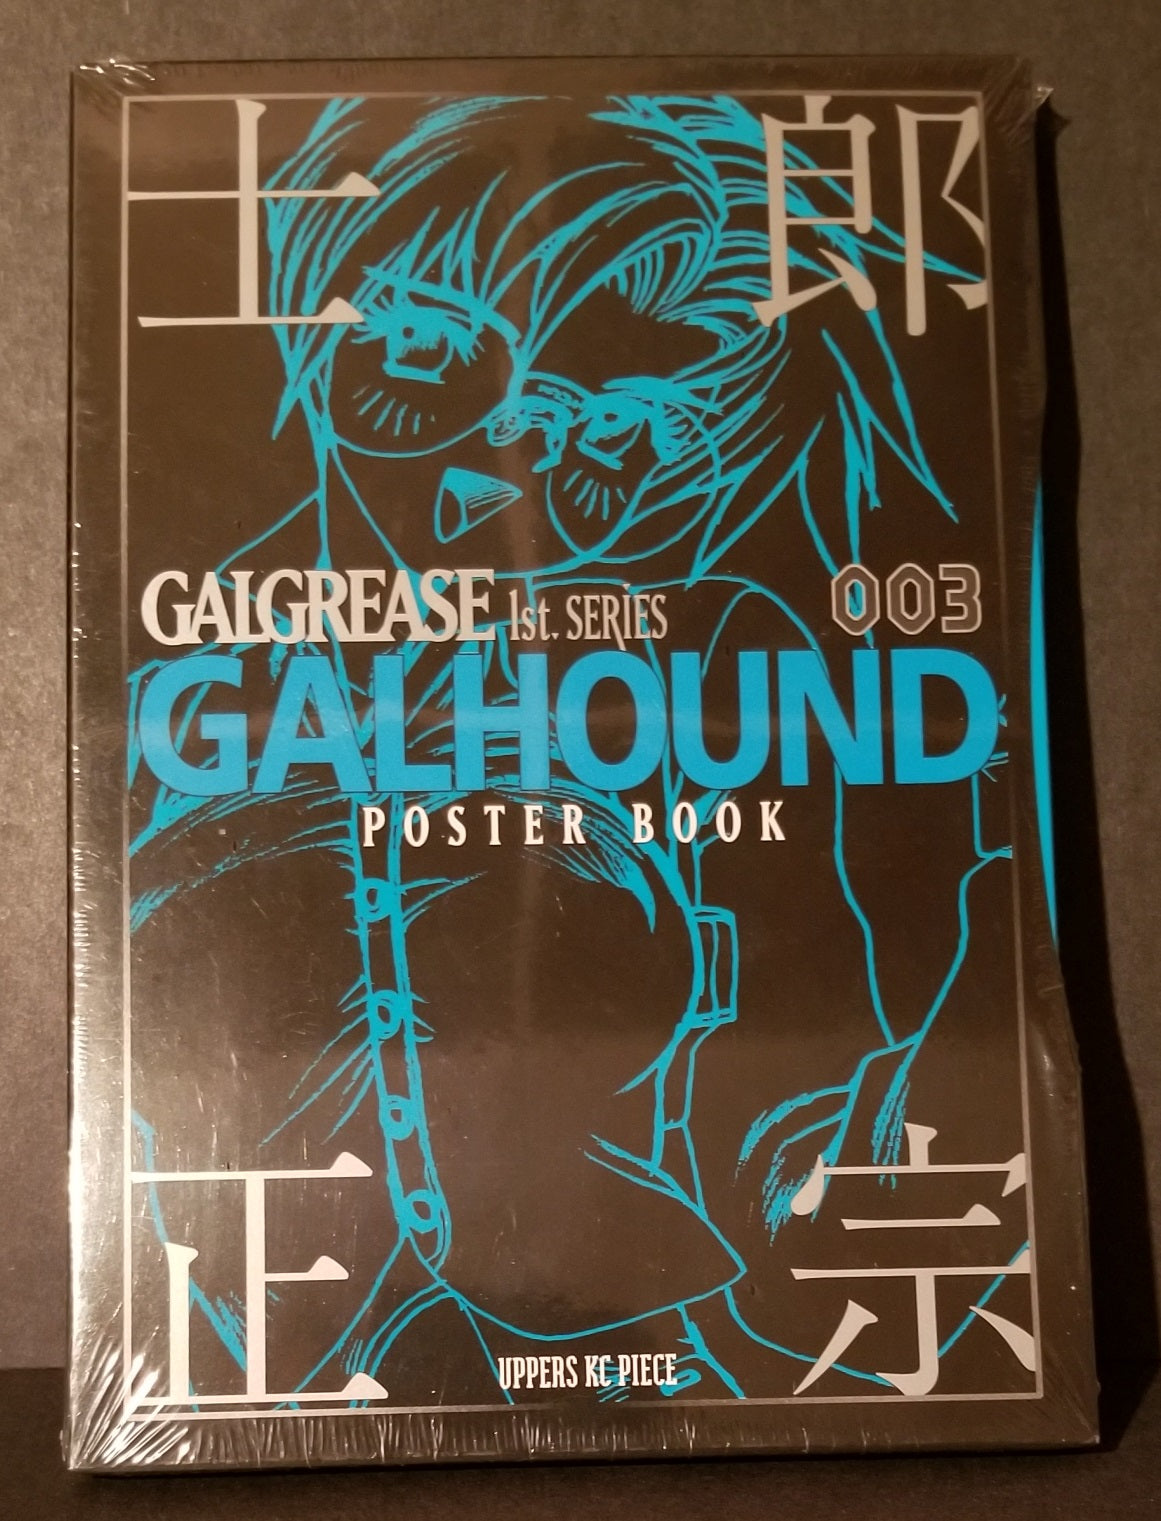 士郎
GALGREASE 1st. SERIES 003
GALHOUND
POSTER BOOK
正宗
UPPERS KC PIECE